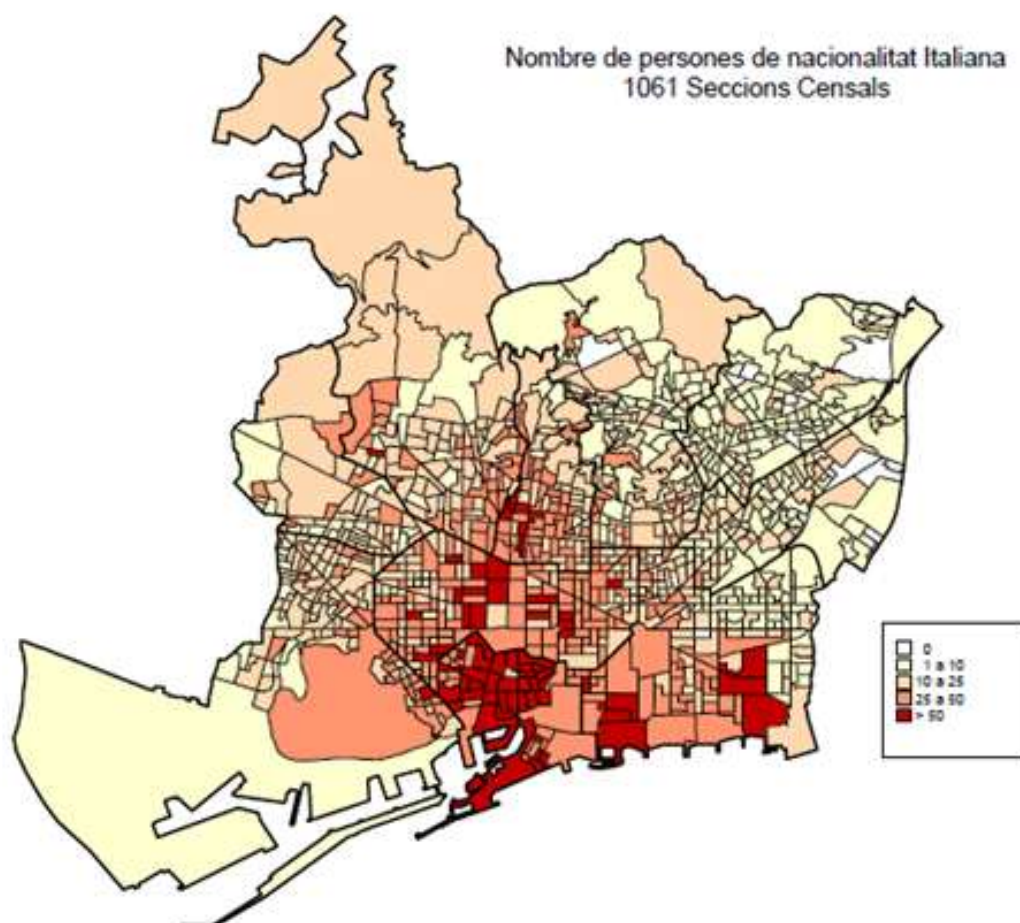 Nombre de persones de nacionalitat Italiana
1061 Seccions Censals
0
1 a 10
10 a 25
25 a 50
> 50